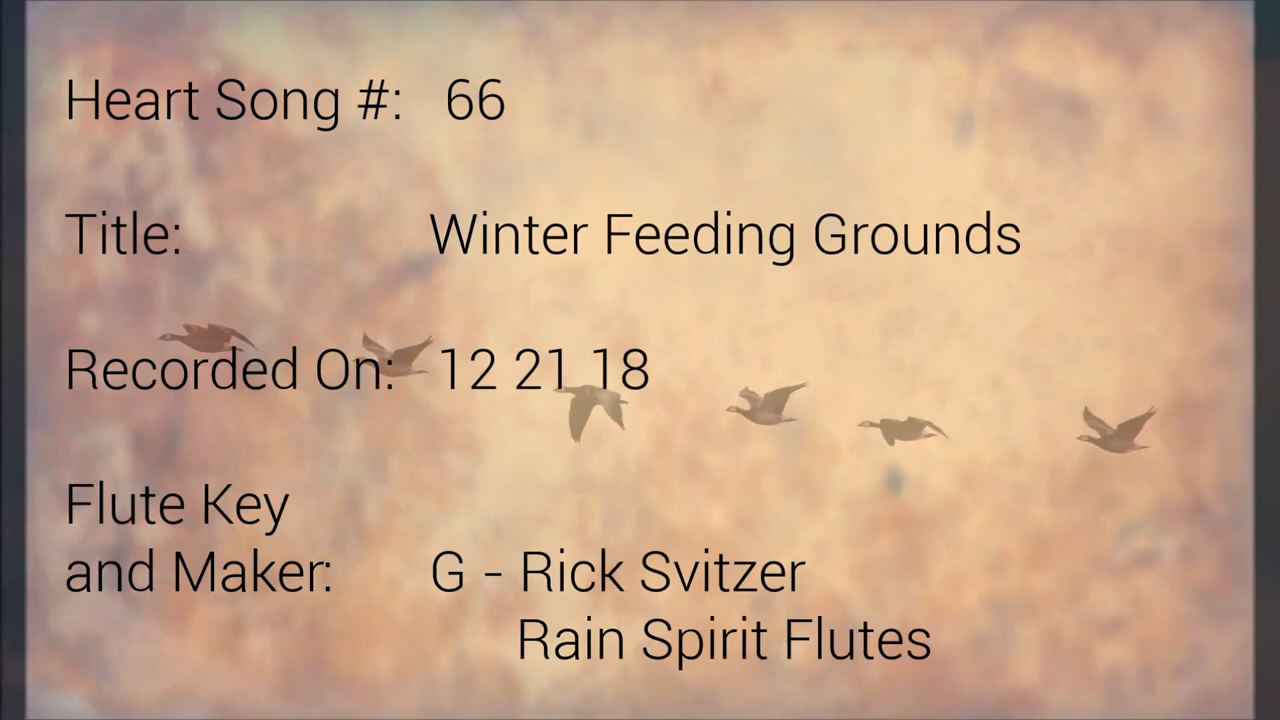 Heart Song #: 66
Title: Winter Feeding Grounds
Recorded On: 12 21 18
Flute Key
and Maker: G - Rick Svitzer
Rain Spirit Flutes